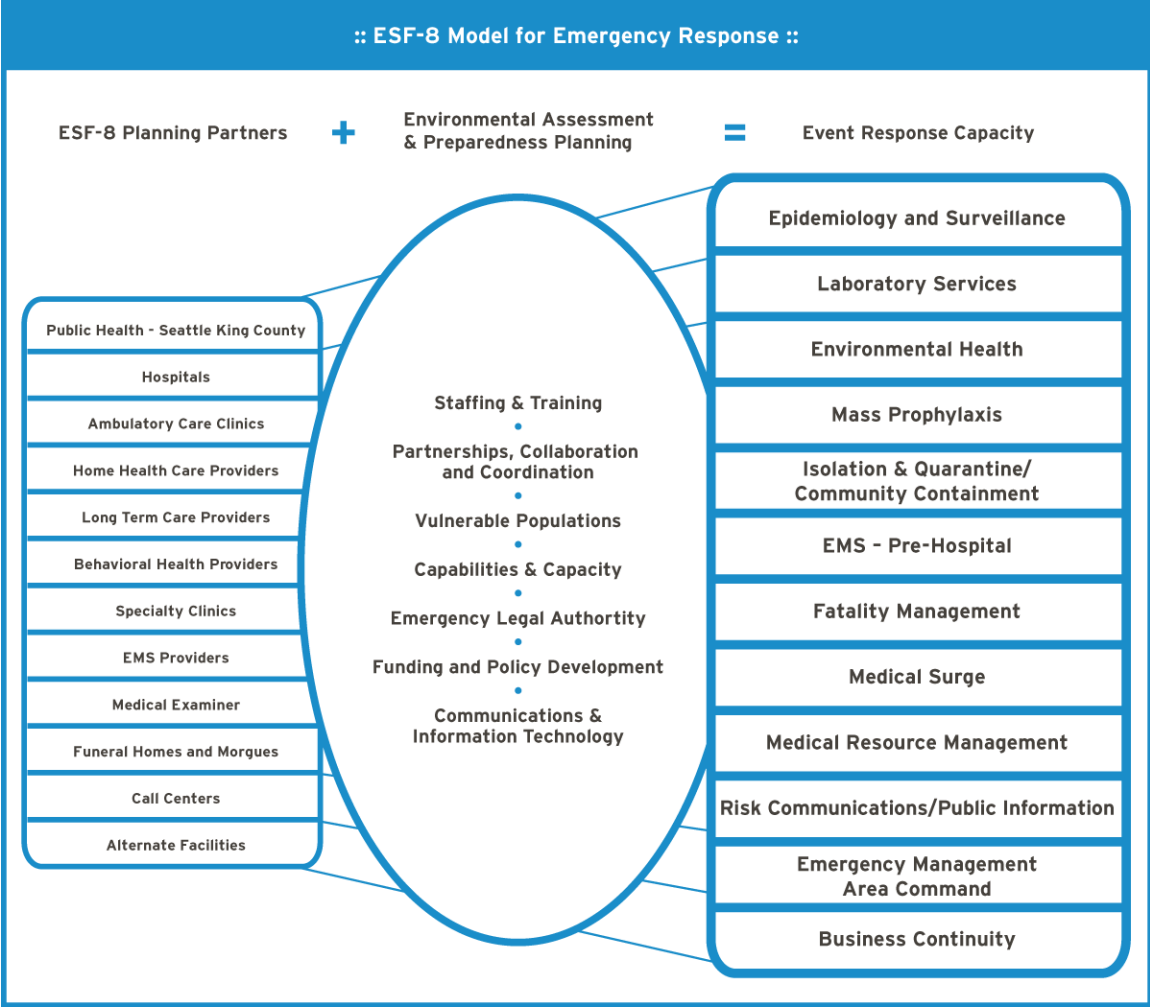 :: ESF-8 Model for Emergency Response ::
ESF-8 Planning Partners
+
Environmental Assessment
& Preparedness Planning
=
Event Response Capacity
Public Health - Seattle King County
Hospitals
Ambulatory Care Clinics
Home Health Care Providers
Long Term Care Providers
Behavioral Health Providers
Specialty Clinics
EMS Providers
Medical Examiner
Funeral Homes and Morgues
Call Centers
Alternate Facilities
Staffing & Training
Partnerships, Collaboration
and Coordination
Vulnerable Populations
Capabilities & Capacity
Emergency Legal Authortity
Funding and Policy Development
Communications &
Information Technology
Epidemiology and Surveillance
Laboratory Services
Environmental Health
Mass Prophylaxis
Isolation & Quarantine/
Community Containment
EMS – Pre-Hospital
Fatality Management
Medical Surge
Medical Resource Management
Risk Communications/Public Information
Emergency Management
Area Command
Business Continuity